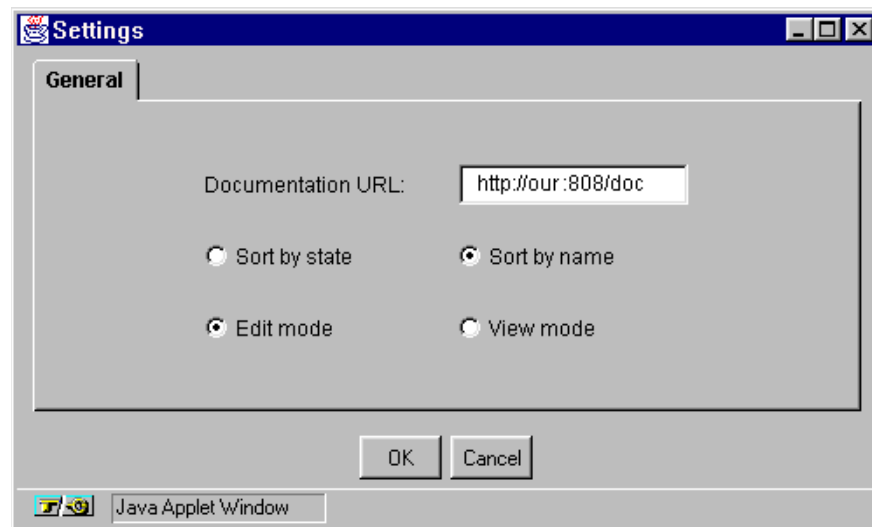 Settings
General
Documentation URL: http://our:808/doc
Sort by state Sort by name
Edit mode View mode
OK Cancel
Java Applet Window